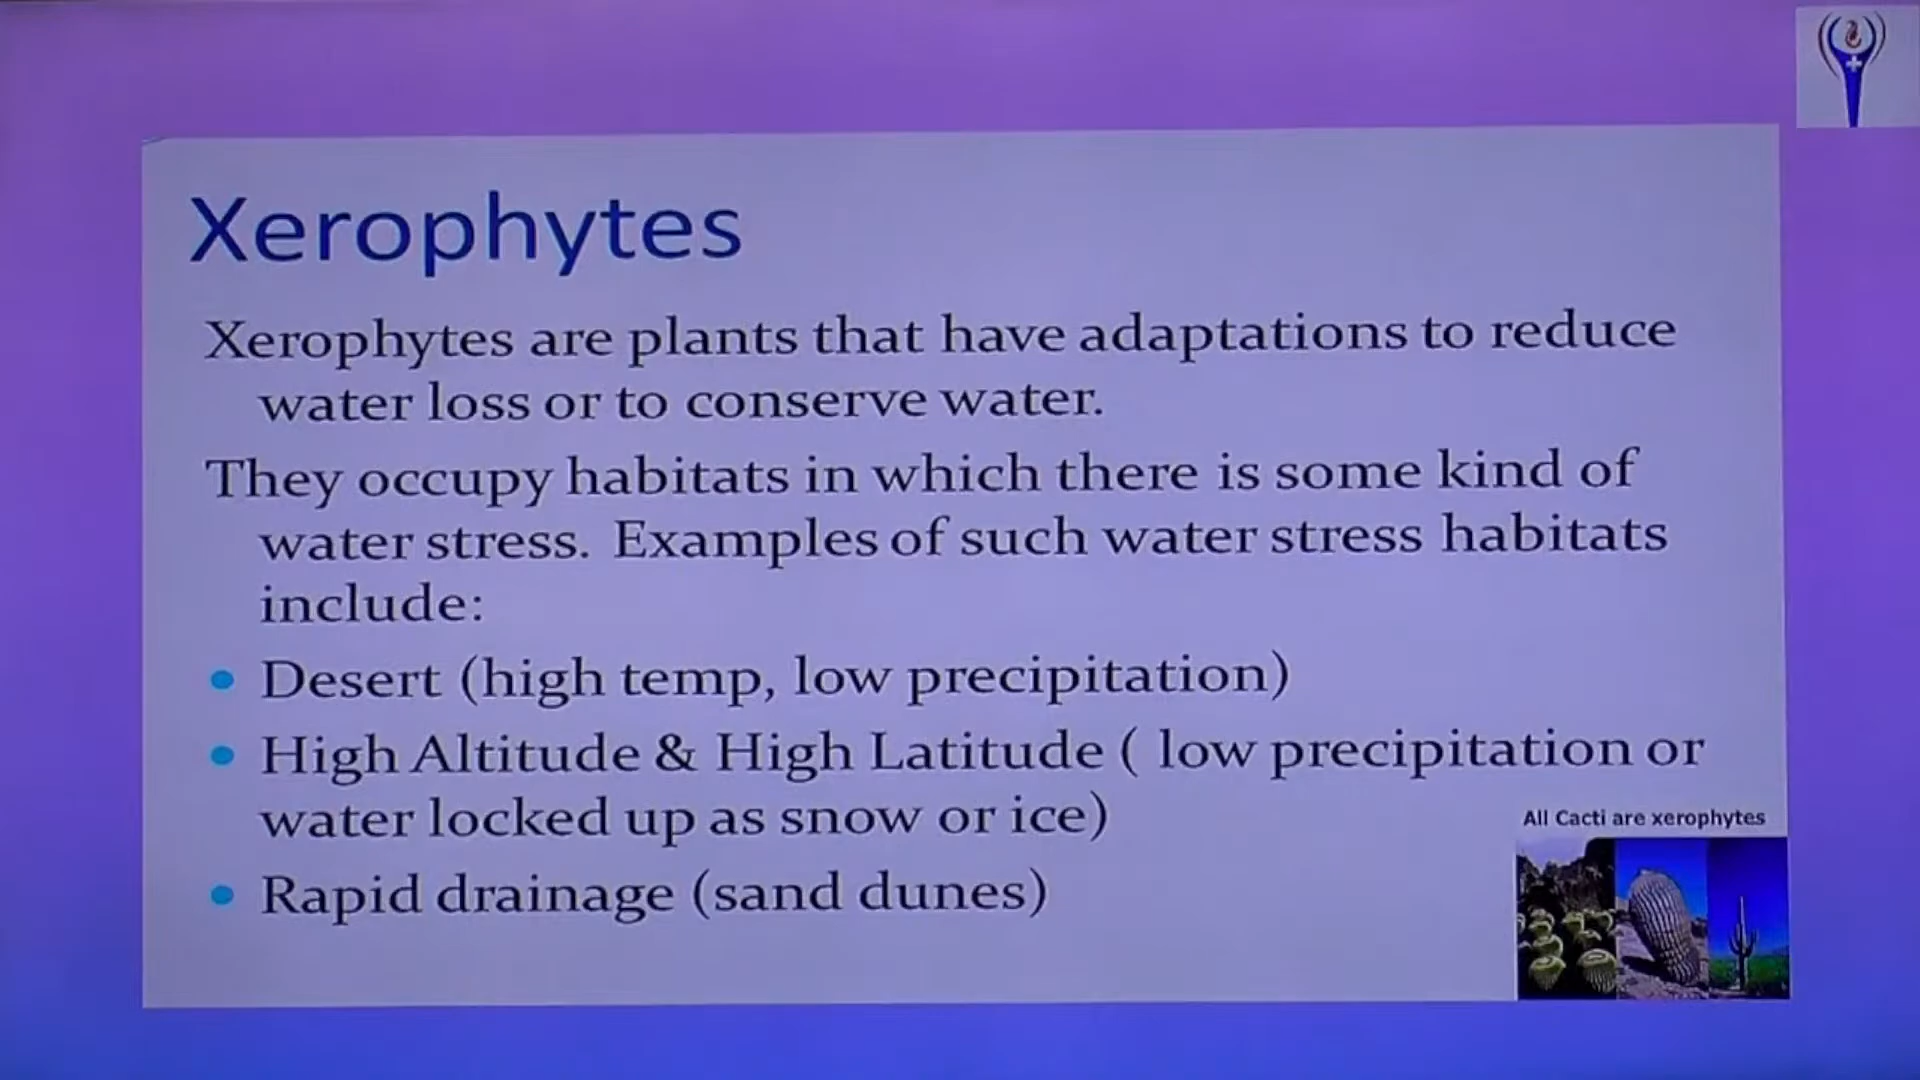 Xerophytes
Xerophytes are plants that have adaptations to reduce
water loss or to conserve water.
They occupy habitats in which there is some kind of
water stress. Examples of such water stress habitats
include:
• Desert (high temp, low precipitation)
• High Altitude & High Latitude ( low precipitation or
water locked up as snow or ice)
• Rapid drainage (sand dunes)
All Cacti are xerophytes